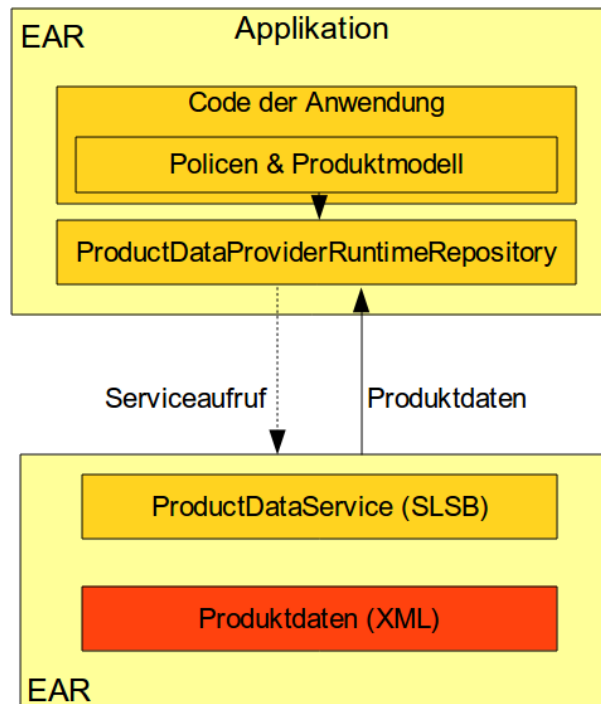 EAR
Applikation
Code der Anwendung
Policen & Produktmodell
ProductDataProviderRuntimeRepository
Serviceaufruf
Produktdaten
ProductDataService (SLSB)
Produktdaten (XML)
EAR